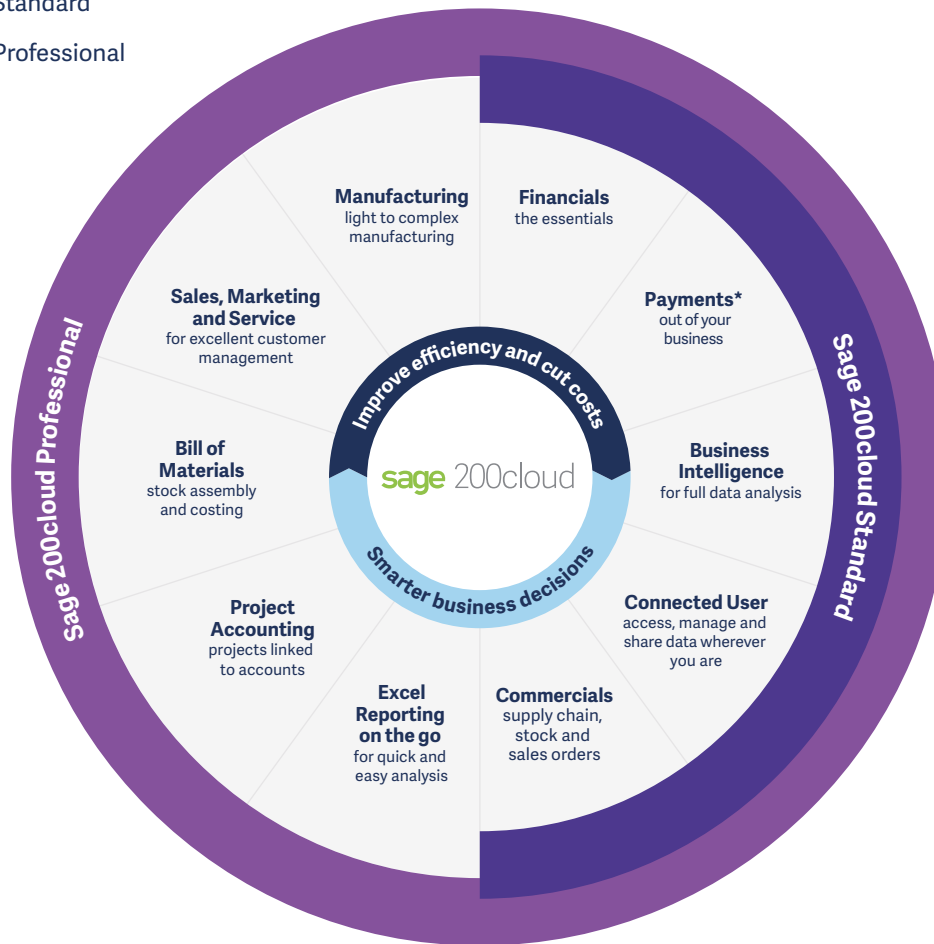 Standard
Professional
Manufacturing
light to complex
manufacturing
Financials
the essentials
Payments*
out of your
business
Business
Intelligence
for full data analysis
Connected User
access, manage and
share data wherever
you are
Commercials
supply chain,
stock and
sales orders
Excel
Reporting
on the go
for quick and
easy analysis
Project
Accounting
projects linked
to accounts
Bill of
Materials
stock assembly
and costing
Sales, Marketing
and Service
for excellent customer
management
Sage 200cloud Professional
Sage 200cloud Standard
Improve efficiency and cut costs
sage 200cloud
Smarter business decisions